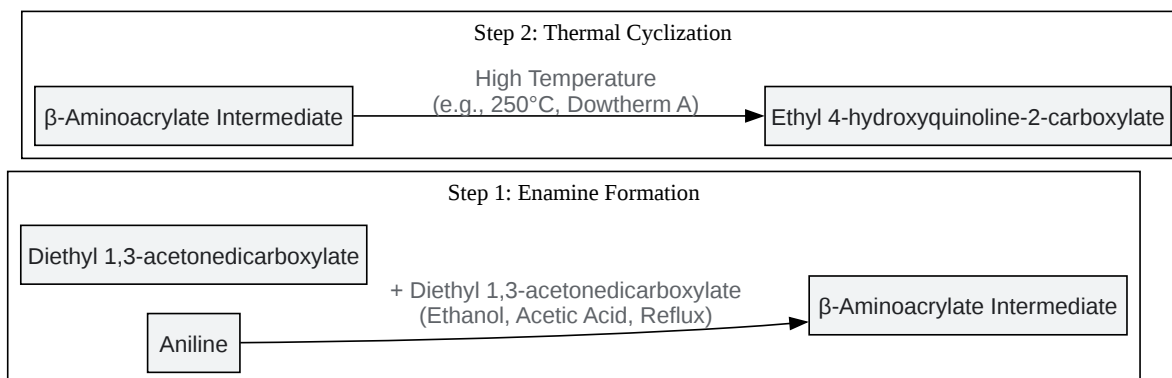 Step 2: Thermal Cyclization
High Temperature
(e.g., 250°C, Dowtherm A)
β-Aminoacrylate Intermediate
Ethyl 4-hydroxyquinoline-2-carboxylate
Step 1: Enamine Formation
Diethyl 1,3-acetonedicarboxylate
+ Diethyl 1,3-acetonedicarboxylate
(Ethanol, Acetic Acid, Reflux)
β-Aminoacrylate Intermediate
Aniline